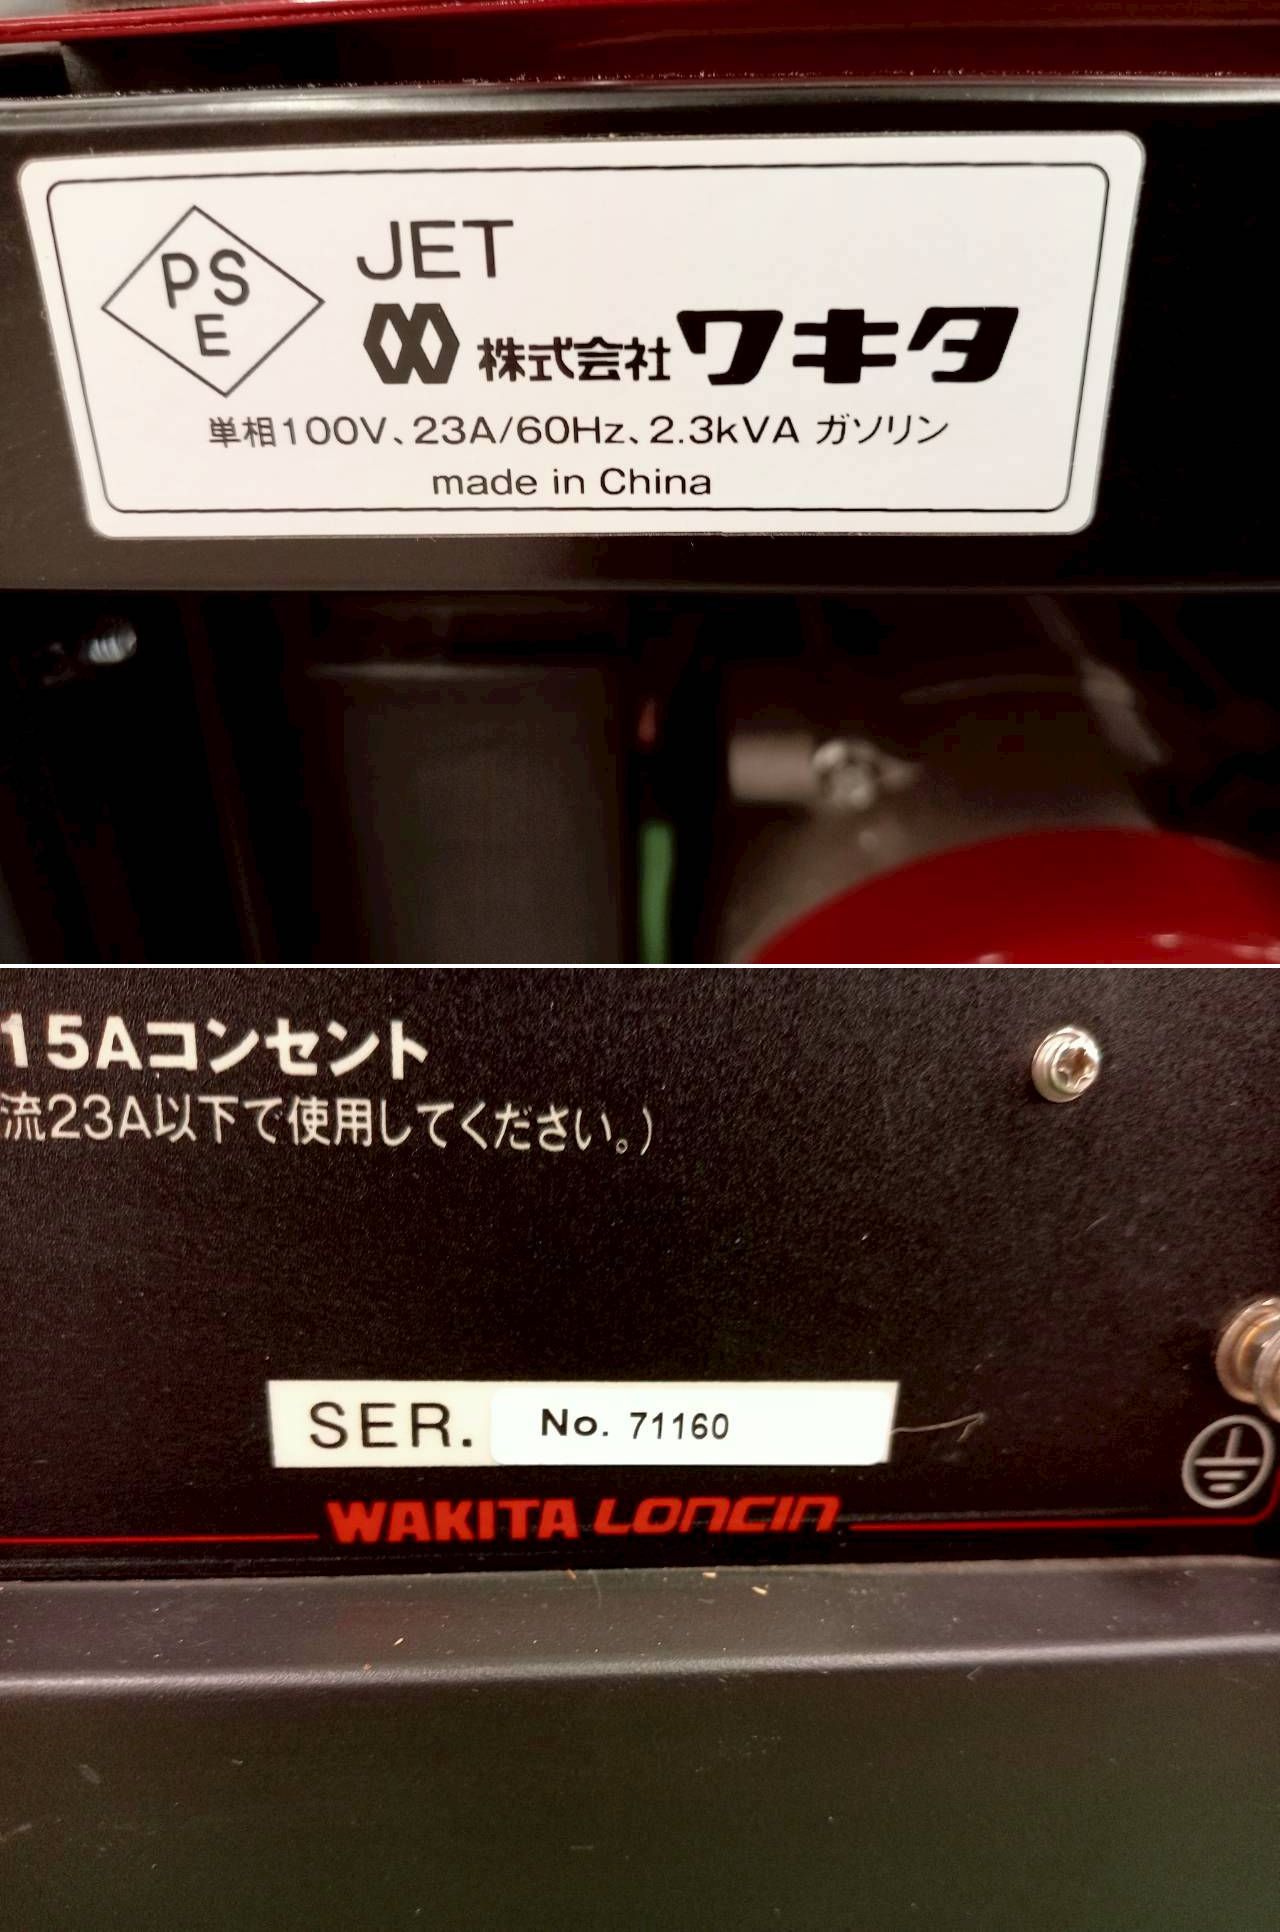 PS
E
JET
株式会社ワキタ
単相100V、23A/60Hz、2.3kVA ガソリン
made in China
15Aコンセント
流23A以下で使用してください。)
SER. No. 71160
WAKITA LONCIN